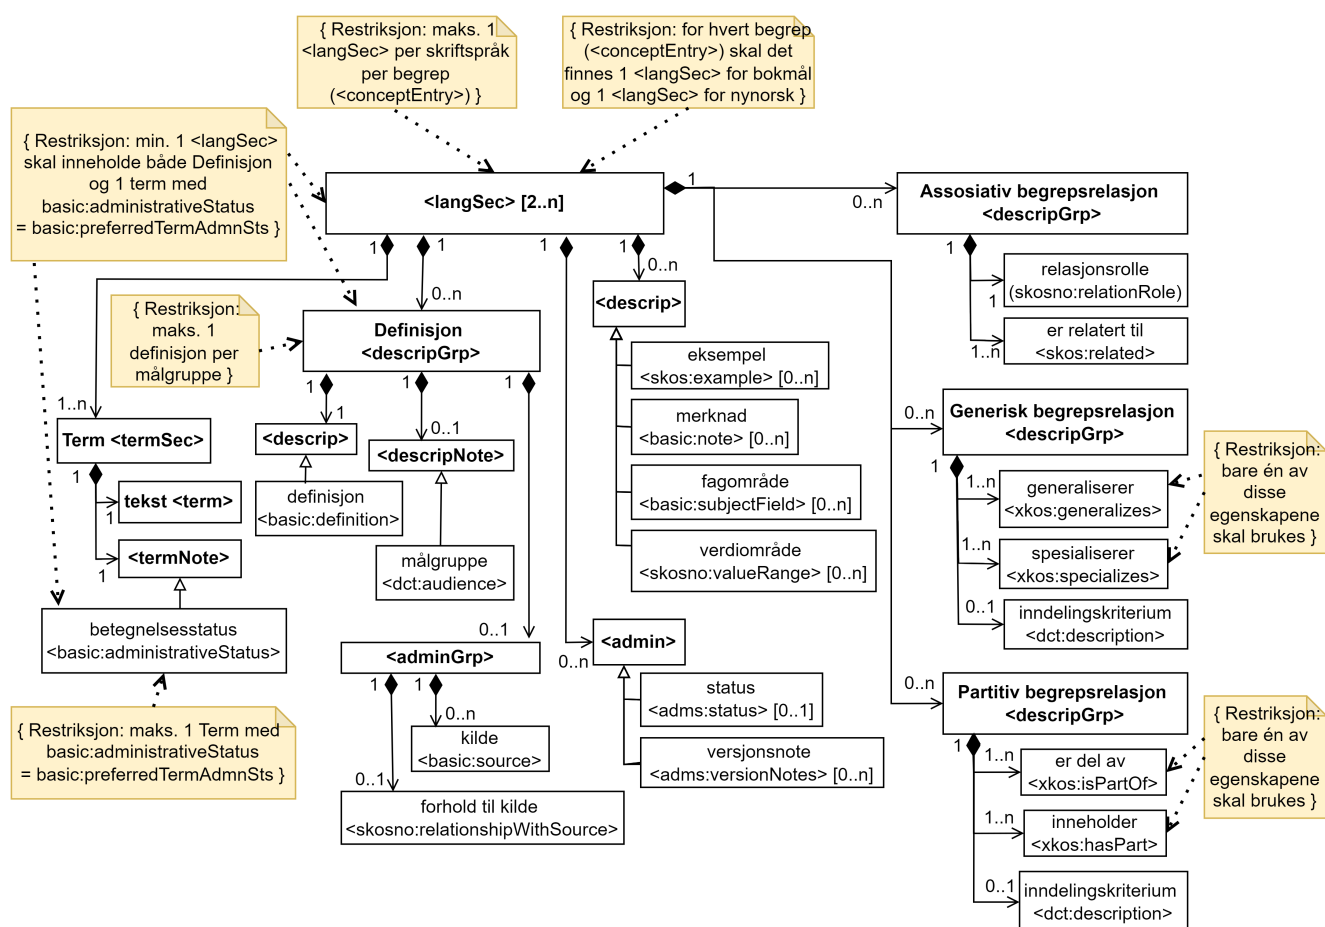 { Restriksjon: maks. 1
<langSec> per skriftspråk
per begrep
(<conceptEntry>) }
{ Restriksjon: for hvert begrep
(<conceptEntry>) skal det
finnes 1 <langSec> for bokmål
og 1 <langSec> for nynorsk }
{ Restriksjon: min. 1 <langSec>
skal inneholde både Definisjon
og 1 term med
basic:administrativeStatus
= basic:preferredTermAdmnSts }
<langSec> [2..n]
1
0..n
1
1
1
1
Assosiativ begrepsrelasjon
<descripGrp>
1
relasjonsrolle
(skosno:relationRole)
1
er relatert til
<skos:related>
1..n
0..n
0..n
<descrip>
eksempel
<skos:example> [0..n]
merknad
<basic:note> [0..n]
fagområde
<basic:subjectField> [0..n]
verdiområde
<skosno:valueRange> [0..n]
{ Restriksjon:
maks. 1
definisjon per
målgruppe }
Definisjon
<descripGrp>
1
1
1
1..n
Term <termSec>
1
tekst <term>
1
<termNote>
1
betegnelsesstatus
<basic:administrativeStatus>
{ Restriksjon: maks. 1 Term med
basic:administrativeStatus
= basic:preferredTermAdmnSts }
1
<descrip>
definisjon
<basic:definition>
0..1
<descripNote>
målgruppe
<dct:audience>
0..1
<adminGrp>
1
1
0..n
kilde
<basic:source>
0..1
forhold til kilde
<skosno:relationshipWithSource>
0..n
<admin>
status
<adms:status> [0..1]
versjonsnote
<adms:versionNotes> [0..n]
0..n
Generisk begrepsrelasjon
<descripGrp>
1
1..n
generaliserer
<xkos:generalizes>
1..n
spesialiserer
<xkos:specializes>
0..1
inndelingskriterium
<dct:description>
{ Restriksjon:
bare én av
disse
egenskapene
skal brukes }
0..n
Partitiv begrepsrelasjon
<descripGrp>
1
1..n
er del av
<xkos:isPartOf>
1..n
inneholder
<xkos:hasPart>
0..1
inndelingskriterium
<dct:description>
{ Restriksjon:
bare én av
disse
egenskapene
skal brukes }